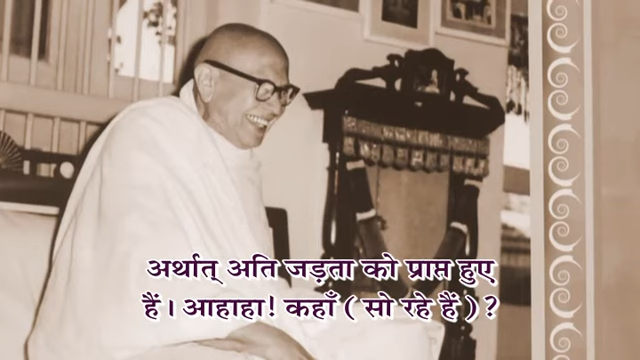 अर्थात् अति जड़ता को प्राप्त हुए
हैं। आहाहा! कहाँ ( सो रहे हैं ) ?